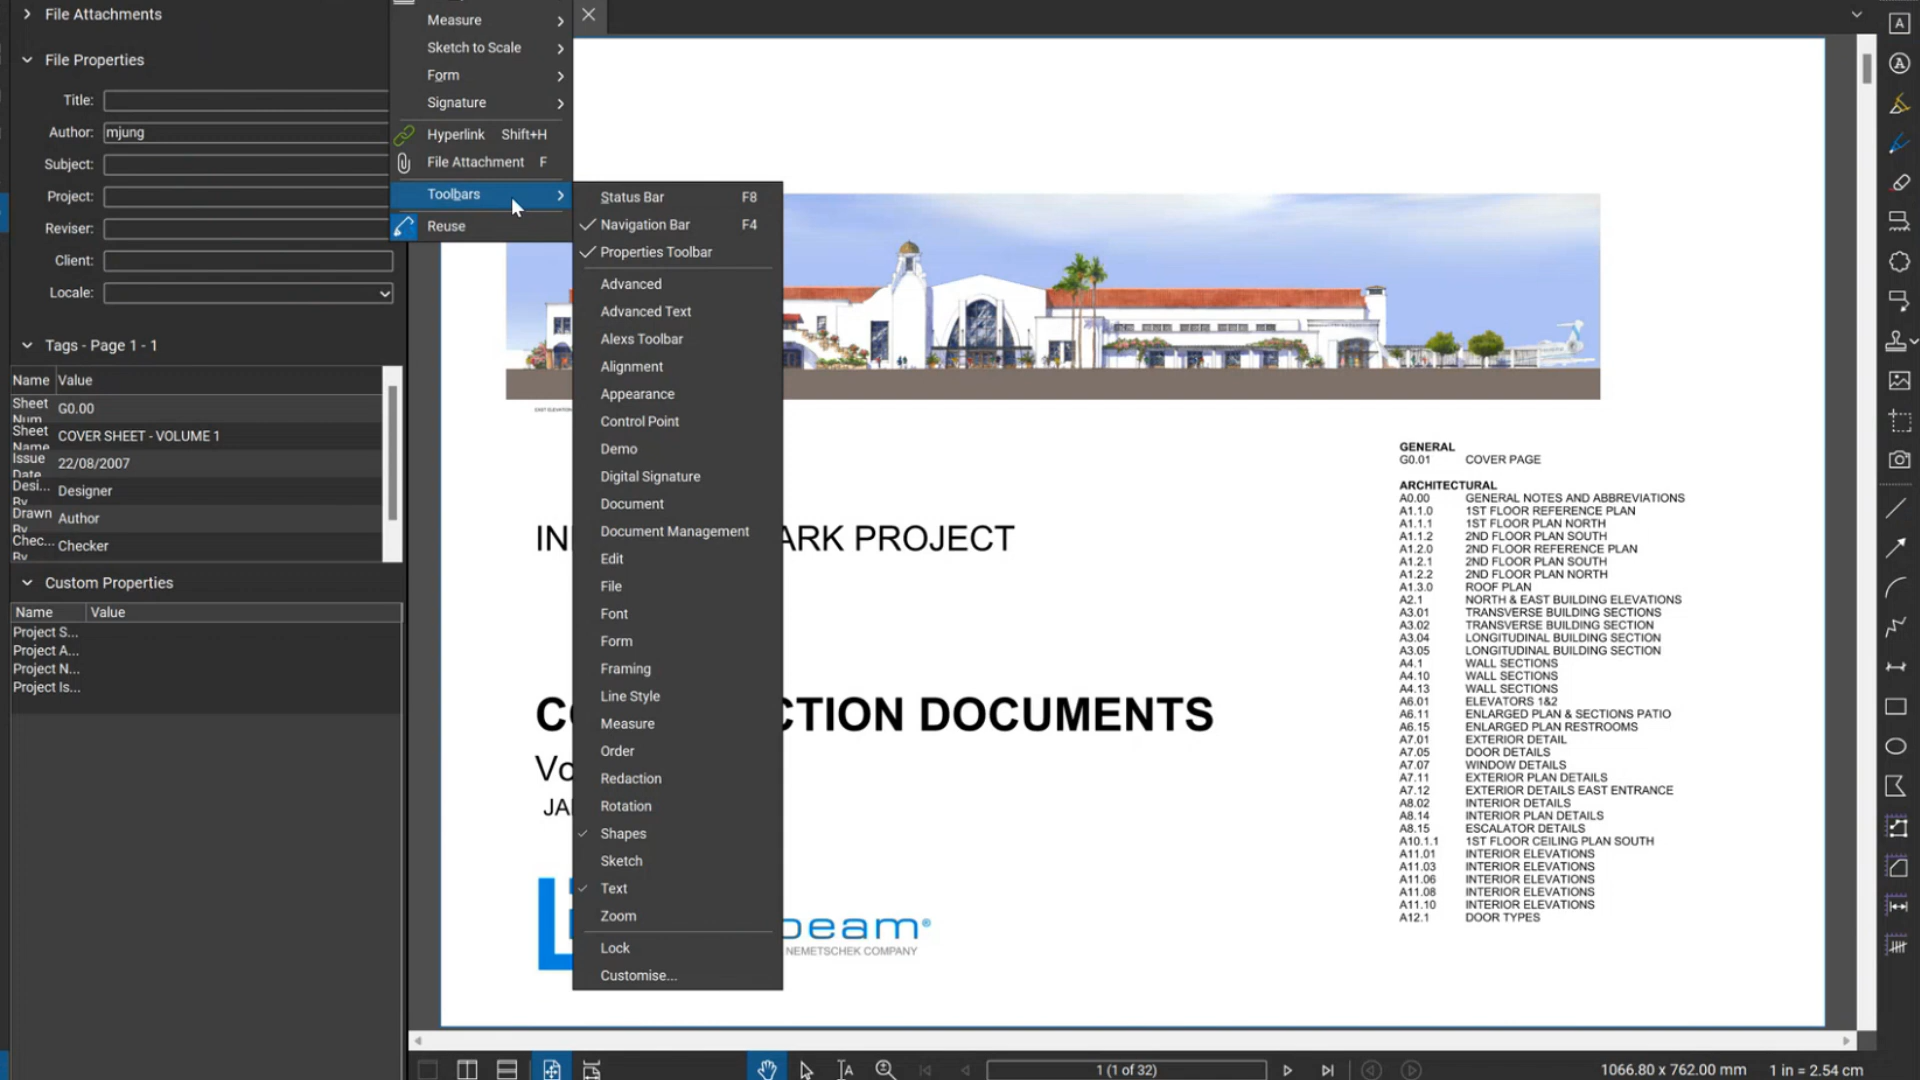 File Attachments
File Properties
Title:
Author: mjung
Subject:
Project:
Reviser:
Client:
Locale:
Tags - Page 1 - 1
Name Value
Sheet Num G0.00
Sheet Name COVER SHEET - VOLUME 1
Issue Date 22/08/2007
Desi... By Designer
Drawn By Author
Chec... By Checker
Custom Properties
Name Value
Project S...
Project A...
Project N...
Project Is...
Measure
Sketch to Scale
Form
Signature
Hyperlink Shift+H
File Attachment F
Toolbars
Reuse
Status Bar F8
Navigation Bar F4
Properties Toolbar
Advanced
Advanced Text
Alexs Toolbar
Alignment
Appearance
Control Point
Demo
Digital Signature
Document
Document Management
Edit
File
Font
Form
Framing
Line Style
Measure
Order
Redaction
Rotation
Shapes
Sketch
Text
Zoom
Lock
Customise...
IN ARK PROJECT
CTION DOCUMENTS
Vo
JA
beam®
NEMETSCHEK COMPANY
GENERAL
G0.01 COVER PAGE
ARCHITECTURAL
A0.00 GENERAL NOTES AND ABBREVIATIONS
A1.1.0 1ST FLOOR REFERENCE PLAN
A1.1.1 1ST FLOOR PLAN NORTH
A1.1.2 2ND FLOOR PLAN SOUTH
A1.2.0 2ND FLOOR REFERENCE PLAN
A1.2.1 2ND FLOOR PLAN SOUTH
A1.2.2 2ND FLOOR PLAN NORTH
A1.3.0 ROOF PLAN
A2.1 NORTH & EAST BUILDING ELEVATIONS
A3.01 TRANSVERSE BUILDING SECTIONS
A3.02 TRANSVERSE BUILDING SECTIONS
A3.04 LONGITUDINAL BUILDING SECTION
A3.05 LONGITUDINAL BUILDING SECTION
A4.1 WALL SECTIONS
A4.10 WALL SECTIONS
A4.13 WALL SECTIONS
A6.01 ELEVATORS 1&2
A6.11 ENLARGED PLAN & SECTIONS PATIO
A6.15 ENLARGED PLAN RESTROOMS
A7.01 EXTERIOR DETAIL
A7.05 DOOR DETAILS
A7.07 WINDOW DETAILS
A7.11 EXTERIOR PLAN DETAILS
A7.12 EXTERIOR DETAILS EAST ENTRANCE
A8.02 INTERIOR DETAILS
A8.14 INTERIOR PLAN DETAILS
A8.15 ESCALATOR DETAILS
A10.1.1 1ST FLOOR CEILING PLAN SOUTH
A11.01 INTERIOR ELEVATIONS
A11.03 INTERIOR ELEVATIONS
A11.06 INTERIOR ELEVATIONS
A11.08 INTERIOR ELEVATIONS
A11.10 INTERIOR ELEVATIONS
A12.1 DOOR TYPES
1 (1 of 32)
1066.80 x 762.00 mm 1 in = 2.54 cm